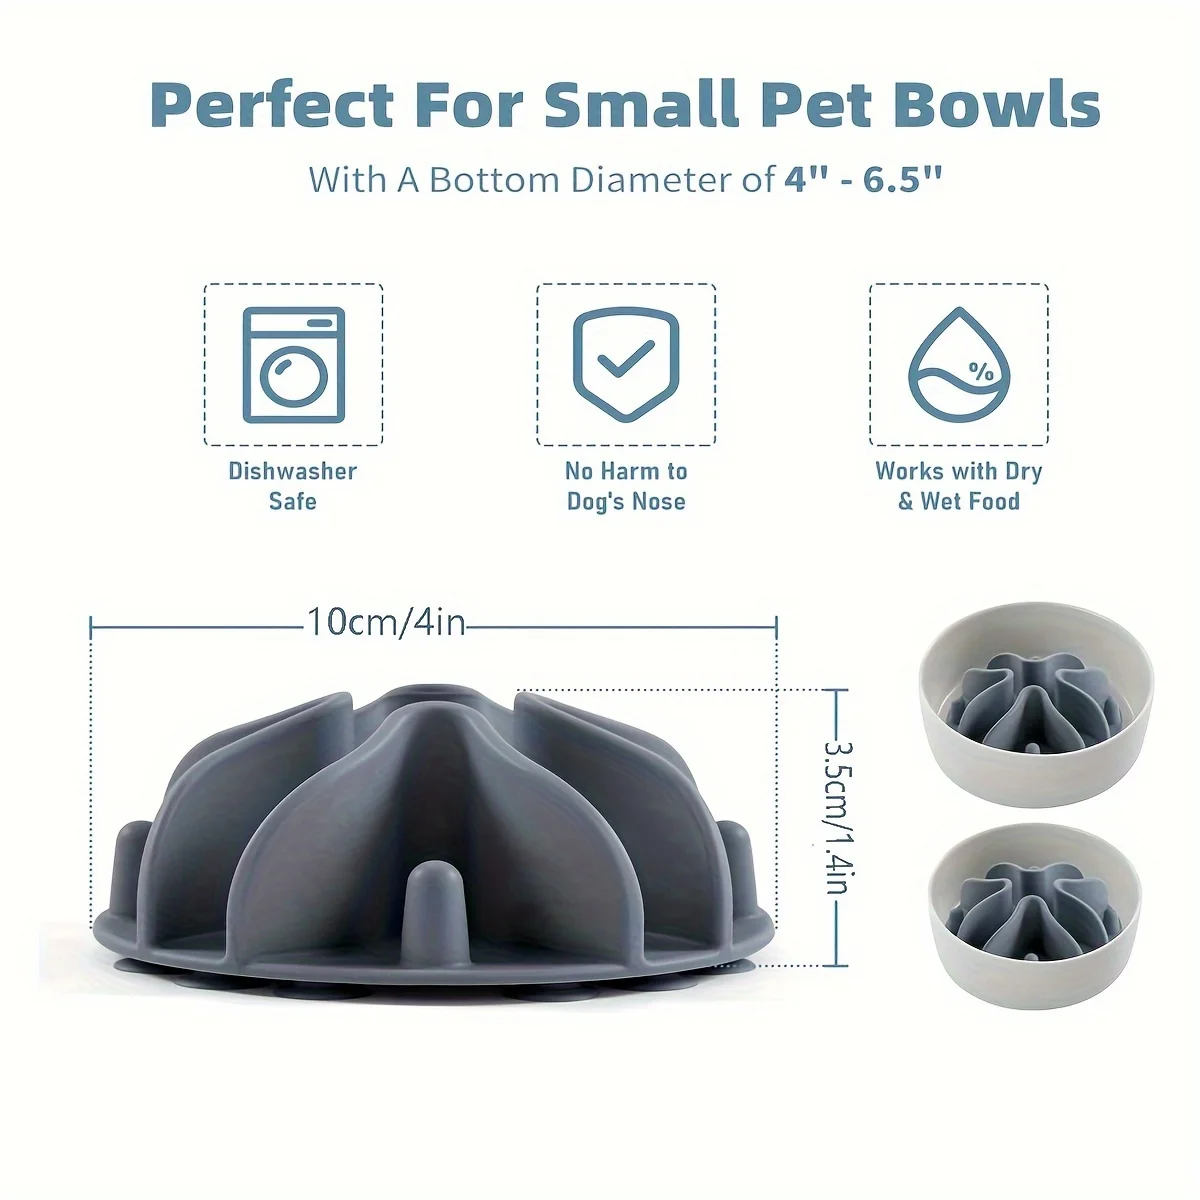 Perfect For Small Pet Bowls
With A Bottom Diameter of 4" - 6.5"
%
Dishwasher
Safe
No Harm to
Dog's Nose
Works with Dry
& Wet Food
10cm/4in
3.5cm/1.4in